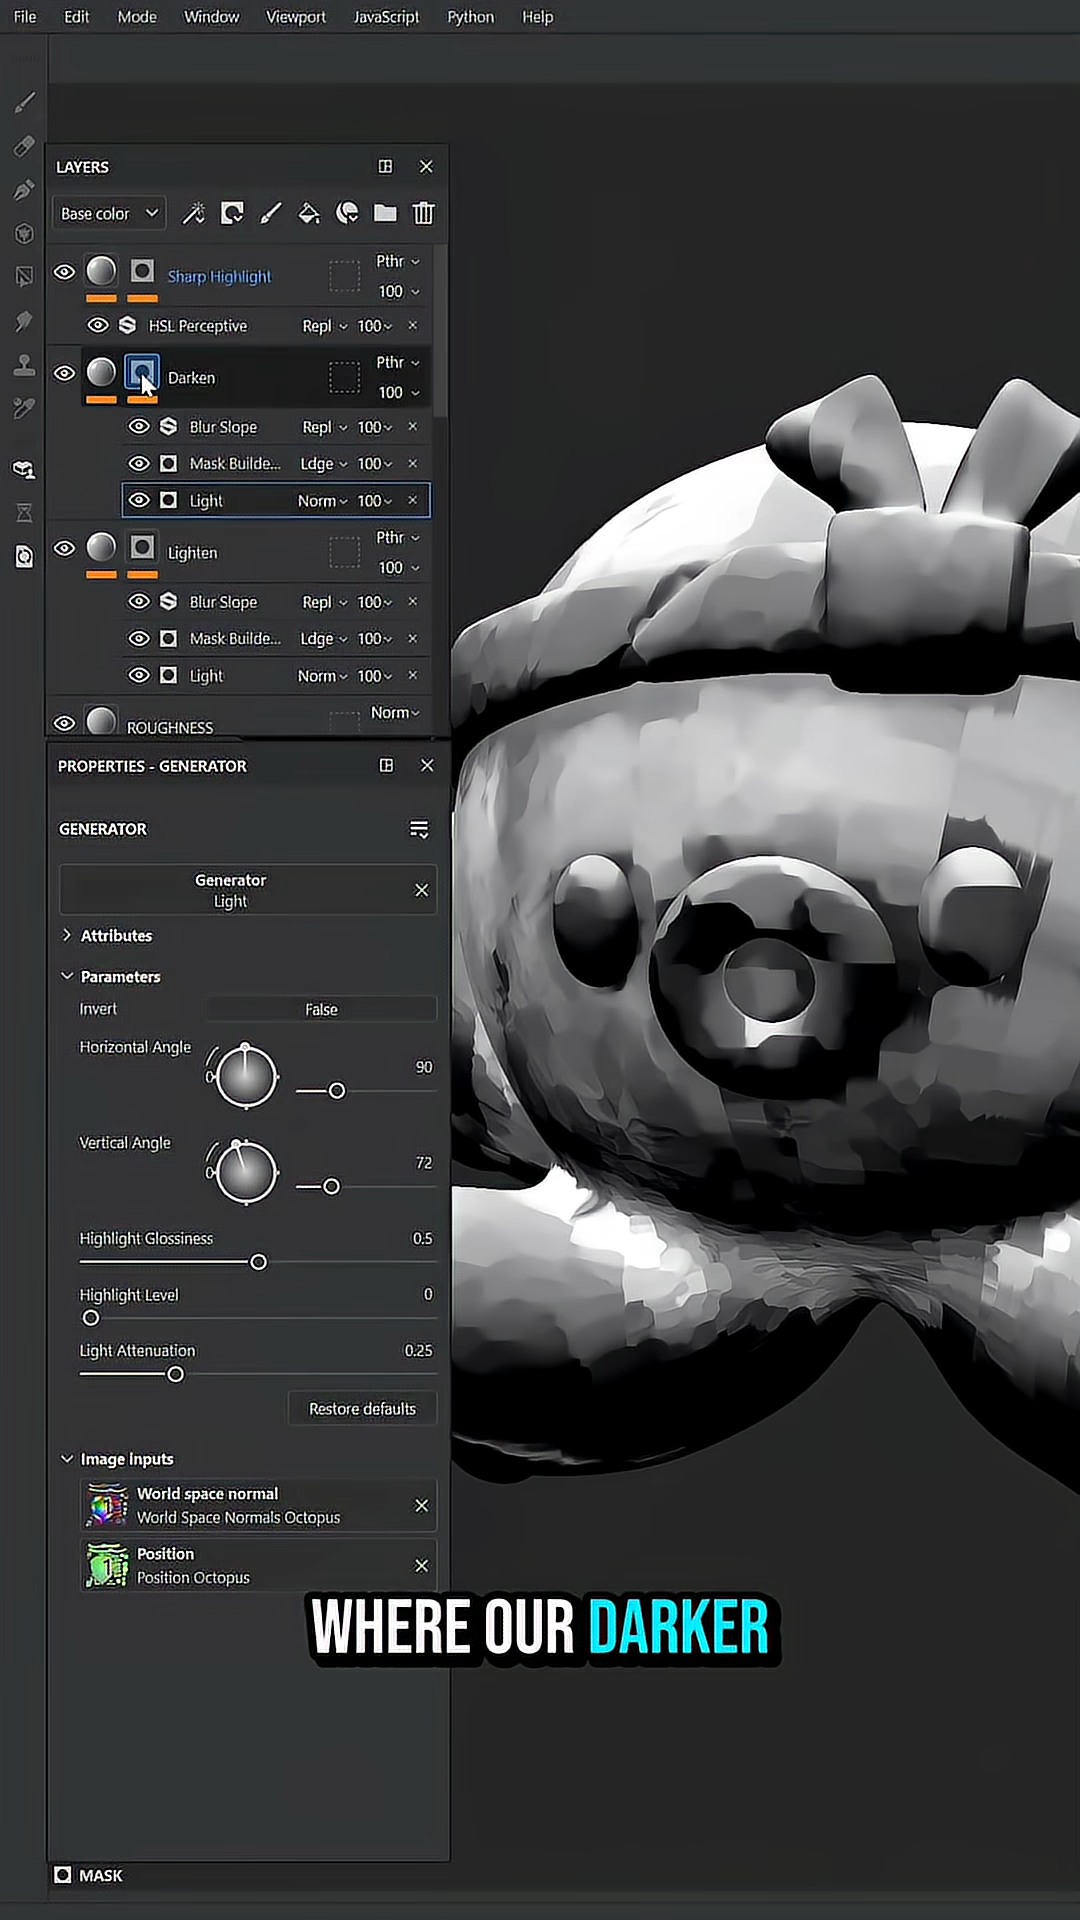 File Edit Mode Window Viewport JavaScript Python Help
LAYERS
Base color
Sharp Highlight Pthr
100
HSL Perceptive Repl 100
Darken Pthr
100
Blur Slope Repl 100
Mask Builde... Ldge 100
Light Norm 100
Lighten Pthr
100
Blur Slope Repl 100
Mask Builde... Ldge 100
Light Norm 100
ROUGHNESS Norm
PROPERTIES - GENERATOR
GENERATOR
Generator
Light
Attributes
Parameters
Invert False
Horizontal Angle 90
0
Vertical Angle 72
0
Highlight Glossiness 0.5
Highlight Level 0
Light Attenuation 0.25
Restore defaults
Image inputs
World space normal
World Space Normals Octopus
Position
Position Octopus
WHERE OUR DARKER
MASK